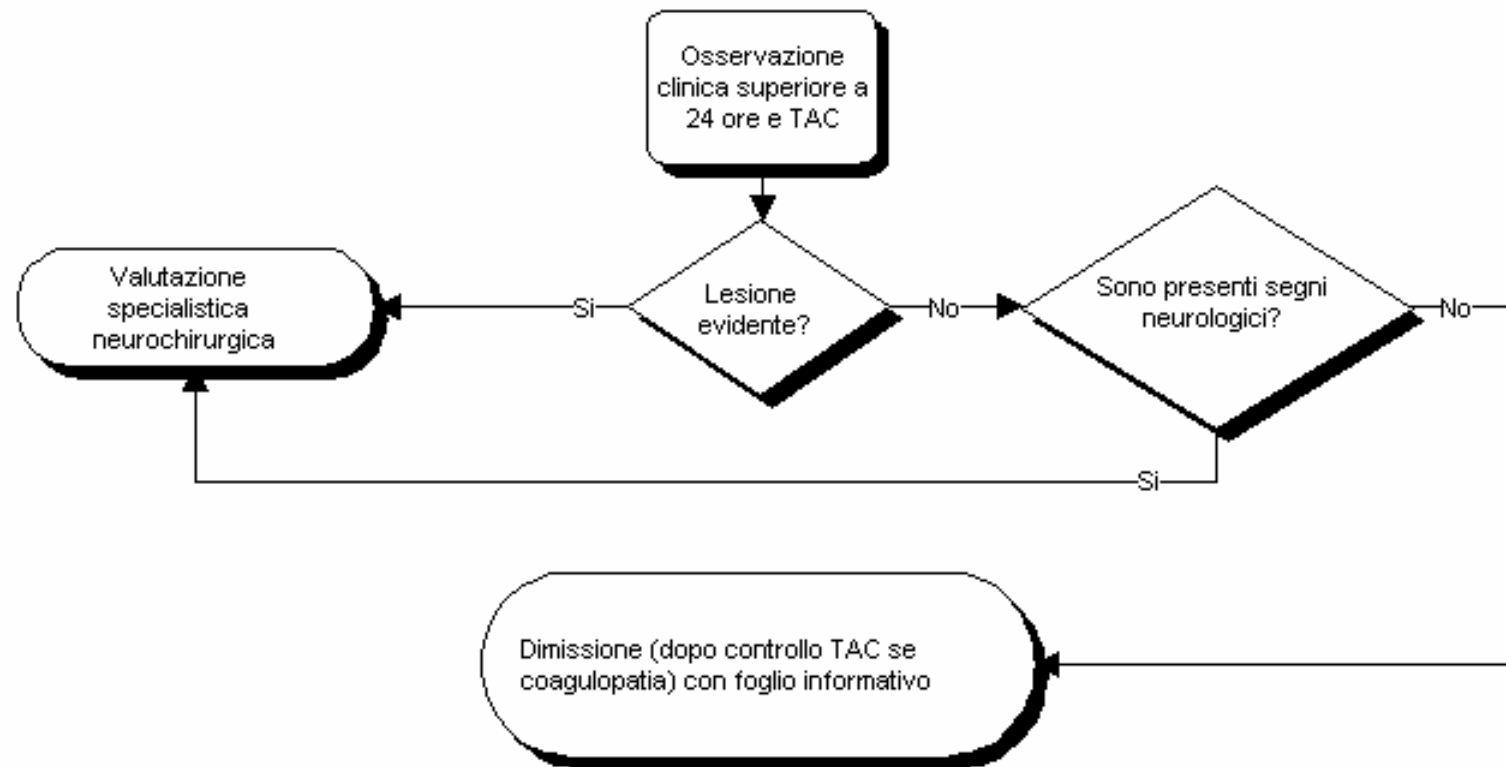 Osservazione
clinica superiore a
24 ore e TAC
Valutazione
specialistica
neurochirurgica
Si
Lesione
evidente?
No
Sono presenti segni
neurologici?
No
Si
Dimissione (dopo controllo TAC se
coagulopatia) con foglio informativo